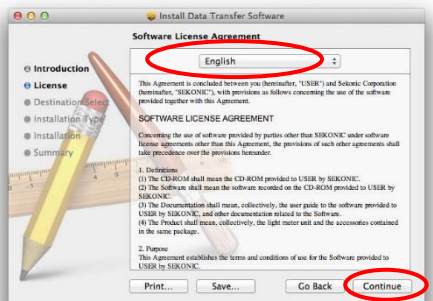 Install Data Transfer Software
Software License Agreement
English
Introduction
License
Destination Select
Installation Type
Installation
Summary
This Agreement is concluded between you (hereinafter, "USER") and Sekonic Corporation
(hereinafter, "SEKONIC"), with provisions as follows concerning the use of the software
provided together with this Agreement.
SOFTWARE LICENSE AGREEMENT
Concerning the use of software provided by parties other than SEKONIC under software
license agreements other than this Agreement, the provisions of such other agreements shall
take precedence over the provisions hereunder.
1. Definitions
(1) The CD-ROM shall mean the CD-ROM provided to USER by SEKONIC.
(2) The Software shall mean the software recorded on the CD-ROM provided to USER by
SEKONIC.
(3) The Documentation shall mean, collectively, the user guide to the software provided to
USER by SEKONIC, and other documentation related to the Software.
(4) The Product shall mean, collectively, the light meter unit and the accessories contained
in the same package.
2. Purpose
This Agreement establishes the terms and conditions of use for the Software provided to
USER by SEKONIC.
Print... Save... Go Back Continue